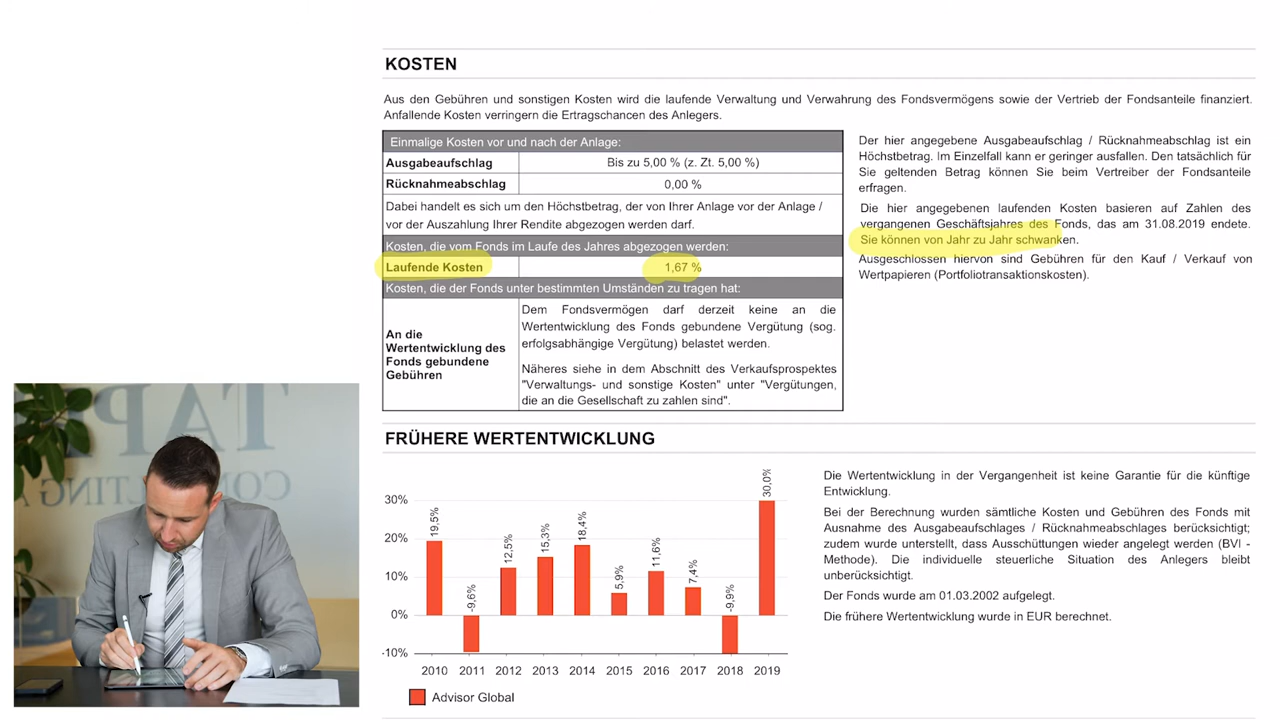 KOSTEN
Aus den Gebühren und sonstigen Kosten wird die laufende Verwaltung und Verwahrung des Fondsvermögens sowie der Vertrieb der Fondsanteile finanziert.
Anfallende Kosten verringern die Ertragschancen des Anlegers.
Einmalige Kosten vor und nach der Anlage:
Ausgabeaufschlag Bis zu 5,00 % (z. Zt. 5,00 %)
Rücknahmeabschlag 0,00 %
Dabei handelt es sich um den Höchstbetrag, der von Ihrer Anlage vor der Anlage /
vor der Auszahlung Ihrer Rendite abgezogen werden darf.
Kosten, die vom Fonds im Laufe des Jahres abgezogen werden:
Laufende Kosten 1,67 %
Kosten, die der Fonds unter bestimmten Umständen zu tragen hat:
An die
Wertentwicklung des
Fonds gebundene
Gebühren
Dem Fondsvermögen darf derzeit keine an die
Wertentwicklung des Fonds gebundene Vergütung (sog.
erfolgsabhängige Vergütung) belastet werden.
Näheres siehe in dem Abschnitt des Verkaufsprospektes
"Verwaltungs- und sonstige Kosten" unter "Vergütungen,
die an die Gesellschaft zu zahlen sind".
Der hier angegebene Ausgabeaufschlag / Rücknahmeabschlag ist ein
Höchstbetrag. Im Einzelfall kann er geringer ausfallen. Den tatsächlich für
Sie geltenden Betrag können Sie beim Vertreiber der Fondsanteile
erfragen.
Die hier angegebenen laufenden Kosten basieren auf Zahlen des
vergangenen Geschäftsjahres des Fonds, das am 31.08.2019 endete.
Sie können von Jahr zu Jahr schwanken.
Ausgeschlossen hiervon sind Gebühren für den Kauf / Verkauf von
Wertpapieren (Portfoliotransaktionskosten).
FRÜHERE WERTENTWICKLUNG
30%
20%
10%
0%
-10%
19,5%
-9,6%
12,5%
15,3%
18,4%
5,9%
11,6%
7,4%
-9,9%
30,0%
2010 2011 2012 2013 2014 2015 2016 2017 2018 2019
Advisor Global
Die Wertentwicklung in der Vergangenheit ist keine Garantie für die künftige
Entwicklung.
Bei der Berechnung wurden sämtliche Kosten und Gebühren des Fonds mit
Ausnahme des Ausgabeaufschlages / Rücknahmeabschlages berücksichtigt;
zudem wurde unterstellt, dass Ausschüttungen wieder angelegt werden (BVI -
Methode). Die individuelle steuerliche Situation des Anlegers bleibt
unberücksichtigt.
Der Fonds wurde am 01.03.2002 aufgelegt.
Die frühere Wertentwicklung wurde in EUR berechnet.